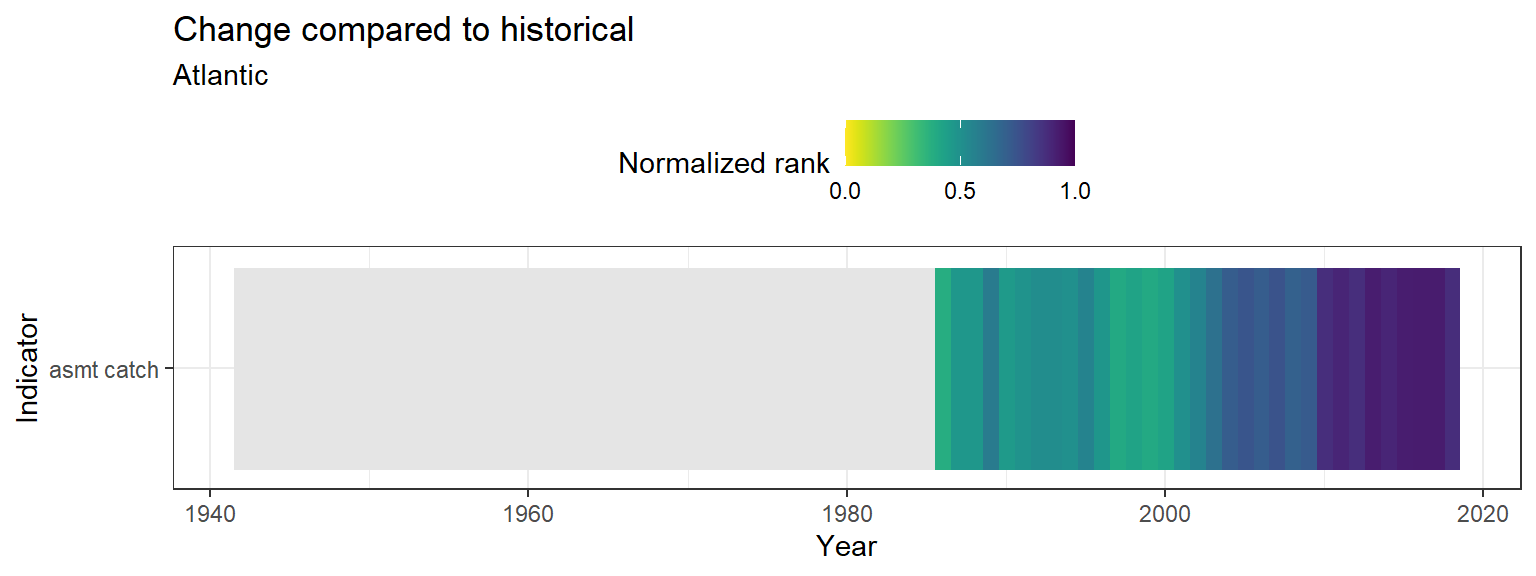 Change compared to historical
Atlantic
Normalized rank
0.0 0.5 1.0
Indicator
asmt catch
1940 1960 1980 2000 2020
Year